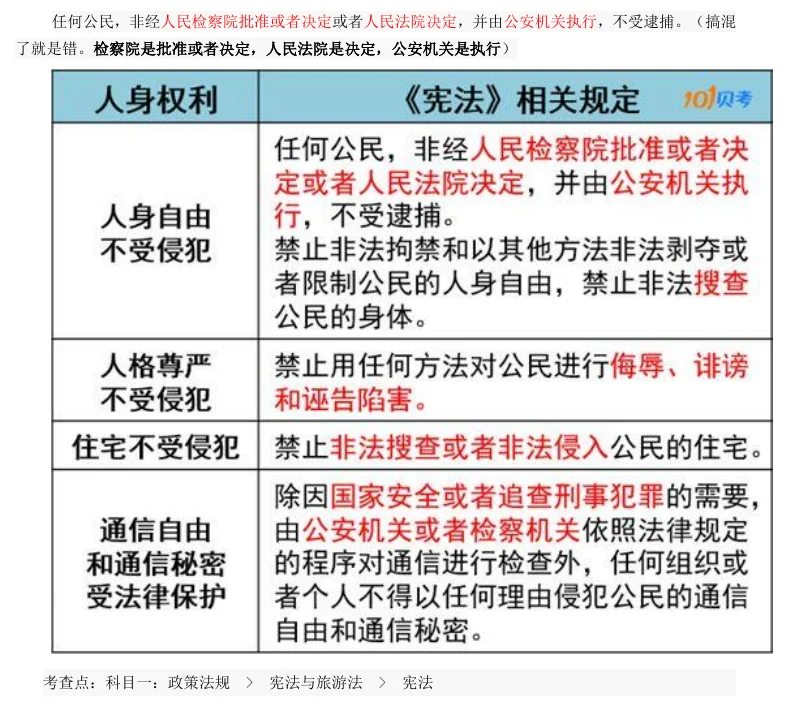 任何公民，非经人民检察院批准或者决定或者人民法院决定，并由公安机关执行，不受逮捕。（搞混
了就是错。检察院是批准或者决定，人民法院是决定，公安机关是执行）
人身权利
《宪法》相关规定
101贝考
人身自由
不受侵犯
任何公民，非经人民检察院批准或者决
定或者人民法院决定，并由公安机关执
行，不受逮捕。
禁止非法拘禁和以其他方法非法剥夺或
者限制公民的人身自由，禁止非法搜查
公民的身体。
人格尊严
不受侵犯
禁止用任何方法对公民进行侮辱、诽谤
和诬告陷害。
住宅不受侵犯
禁止非法搜查或者非法侵入公民的住宅。
通信自由
和通信秘密
受法律保护
除因国家安全或者追查刑事犯罪的需要，
由公安机关或者检察机关依照法律规定
的程序对通信进行检查外，任何组织或
者个人不得以任何理由侵犯公民的通信
自由和通信秘密。
考查点：科目一：政策法规 > 宪法与旅游法 > 宪法